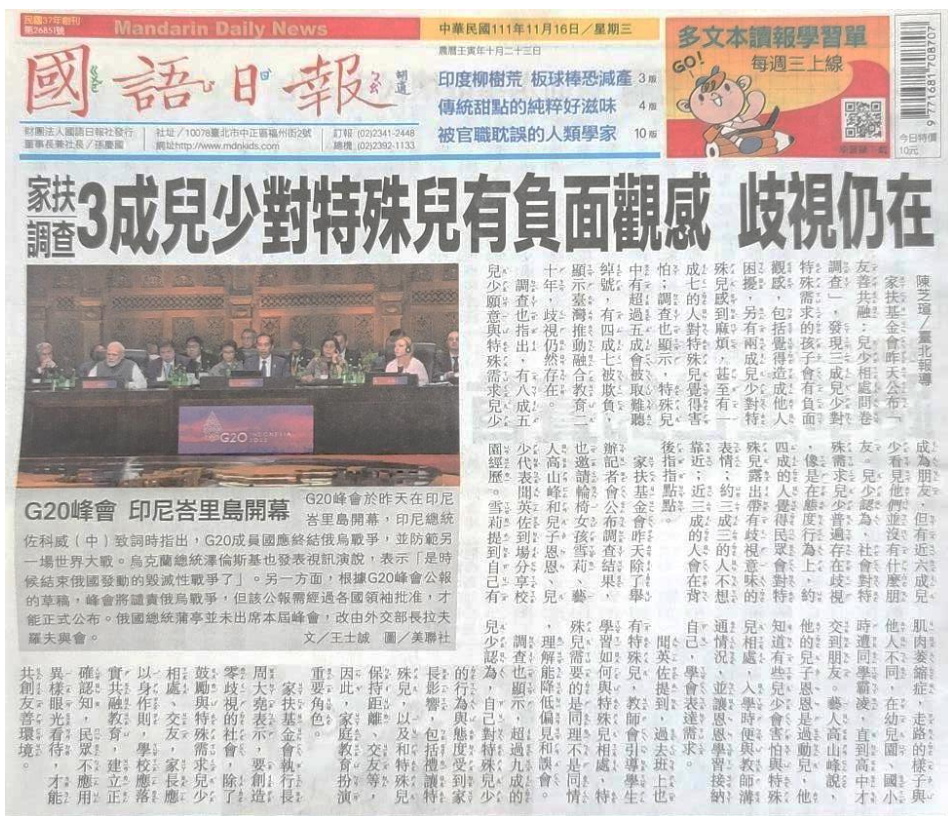 民國37年創刊
第26851號
Mandarin Daily News
中華民國111年11月16日／星期三
農曆壬寅年十月二十三日
國語日報
印度柳樹荒 板球棒恐減產 3版
傳統甜點的純粹好滋味 4版
被官職耽誤的人類學家 10版
財團法人國語日報社發行
董事長兼社長／孫慶國
社址／10078臺北市中正區福州街2號
網址http://www.mdnkids.com
訂報 (02)2341-2448
總機 (02)2392-1133
多文本讀報學習單
每週三上線
GO!
9771681708707
今日特價
10元
家扶
調查
3成兒少對特殊兒有負面觀感 歧視仍在
陳芝瑄／臺北報導
家扶基金會昨天公布「
友善共融：兒少相處問卷
調查」，發現三成兒少對
特殊需求的孩子會有負面
觀感，包括覺得造成他人
困擾，另有兩成兒少對特
殊兒感到麻煩，甚至有一
成七的人對特殊兒覺得害
怕；調查也顯示，特殊兒
中有超過五成會被取難聽
綽號，有四成七被欺負，
顯示臺灣推動融合教育二
十年，歧視仍然存在。
調查也指出，有八成五
兒少願意與特殊需求兒少
成為朋友，但有近六成兒
少看見他們並沒有什麼朋
友。兒少認為，社會對特
殊需求兒少普遍存在歧視
，像是在態度行為上，約
四成的人覺得民眾會對特
殊兒露出帶有歧視意味的
表情；約三成三的人不想
靠近；近三成的人會在背
後指指點點。
家扶基金會昨天除了舉
辦記者會公布調查結果，
也邀請輪椅女孩雪莉、藝
人高山峰和兒子恩恩、兒
少代表聞英佐到場分享校
園經歷。雪莉提到自己有
肌肉萎縮症，走路的樣子與
他人不同，在幼兒園、國小
時遭同學霸凌，直到高中才
交到朋友。藝人高山峰說，
他的兒子恩恩是過動兒，他
知道有些兒少會害怕與特殊
兒相處，入學時便與教師溝
通情況，並讓恩恩學習接納
自己，學會表達需求。
聞英佐提到，過去班上也
有特殊兒，教師會引導學生
學習如何與特殊兒相處，特
殊兒需要的是同理不是同情
，理解能降低偏見和誤會。
調查也顯示，超過九成的
兒少認為，自己對特殊兒少
的行為與態度受到家
長影響，包括禮讓特
殊兒，以及和特殊兒
保持距離、交友等，
因此，家庭教育扮演
重要角色。
家扶基金會執行長
周大堯表示，要創造
零歧視的社會，除了
鼓勵與特殊需求兒少
相處、交友，家長應
以身作則，學校應落
實共融教育，建立正
確認知，民眾不應用
異樣眼光看待，才能
共創友善環境。
G20 INDONESIA
2022
G20峰會 印尼峇里島開幕
G20峰會於昨天在印尼
峇里島開幕，印尼總統
佐科威（中）致詞時指出，G20成員國應終結俄烏戰爭，並防範另
一場世界大戰。烏克蘭總統澤倫斯基也發表視訊演說，表示「是時
候結束俄國發動的毀滅性戰爭了」。另一方面，根據G20峰會公報
的草稿，峰會將譴責俄烏戰爭，但該公報需經過各國領袖批准，才
能正式公布。俄國總統蒲亭並未出席本屆峰會，改由外交部長拉夫
羅夫與會。
文／王士誠 圖／美聯社